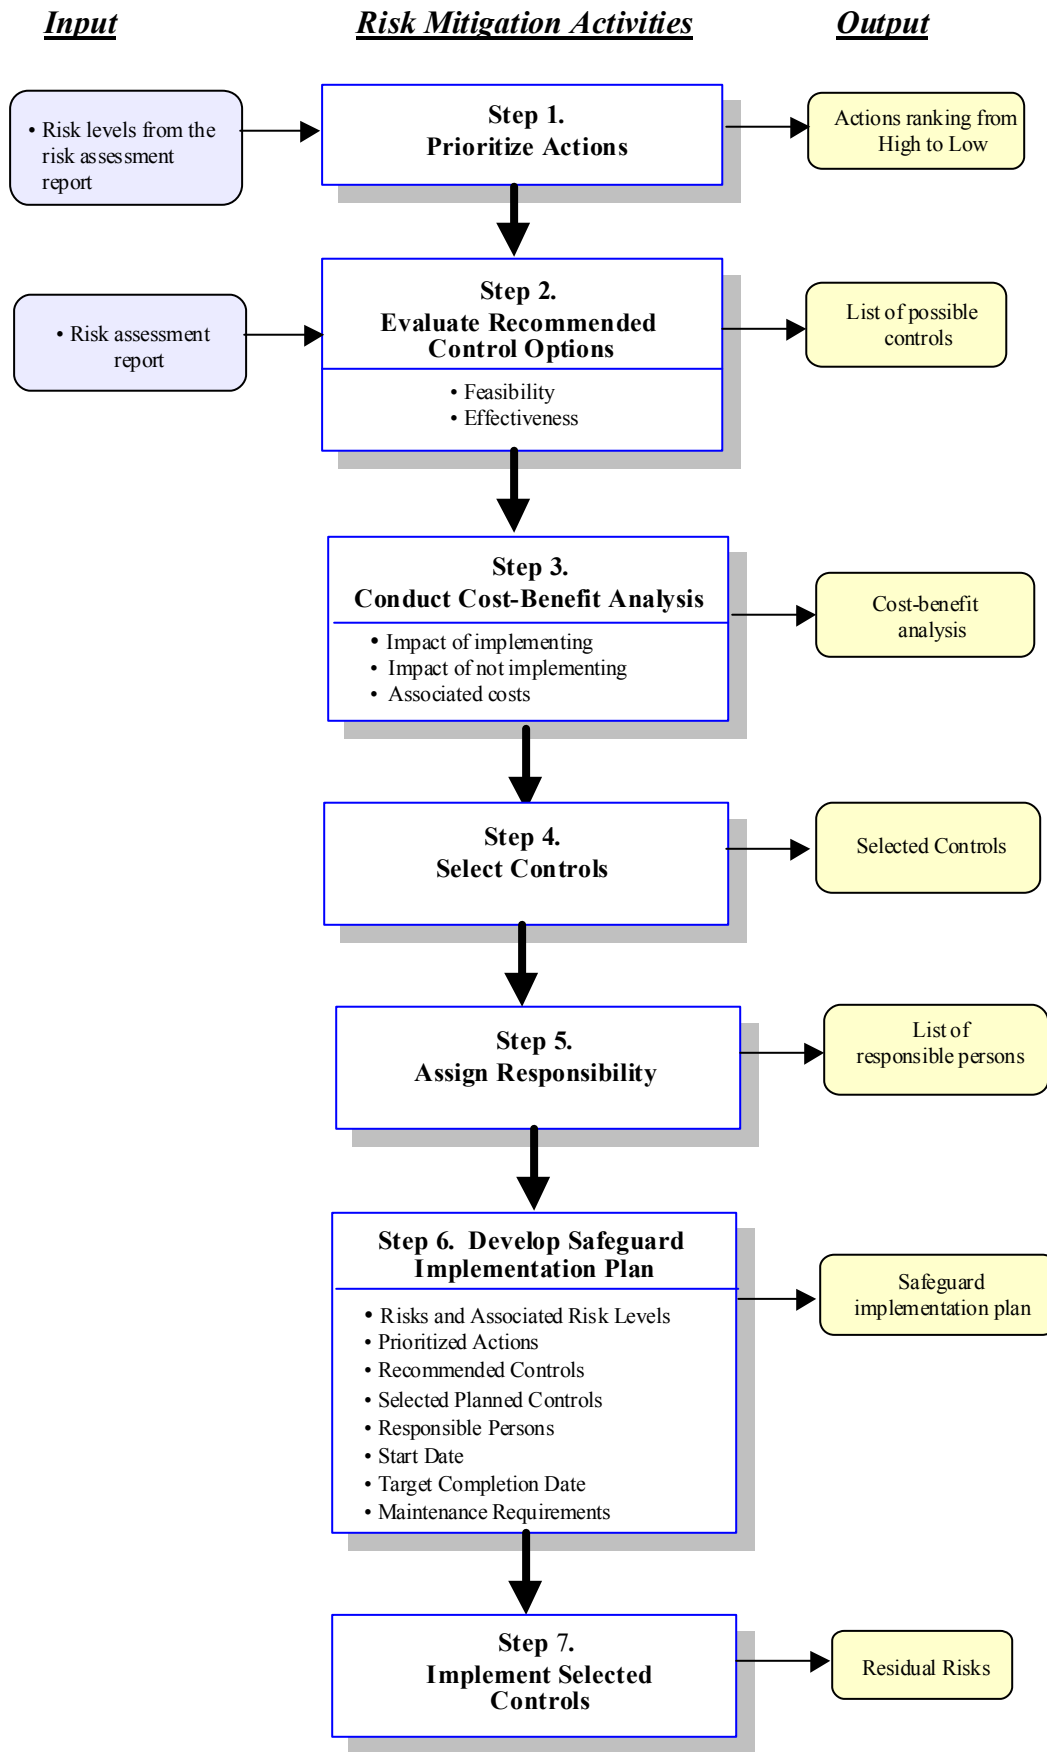 Input
Risk Mitigation Activities
Output
• Risk levels from the
risk assessment
report
Step 1.
Prioritize Actions
Actions ranking from
High to Low
• Risk assessment
report
Step 2.
Evaluate Recommended
Control Options
• Feasibility
• Effectiveness
List of possible
controls
Step 3.
Conduct Cost-Benefit Analysis
• Impact of implementing
• Impact of not implementing
• Associated costs
Cost-benefit
analysis
Step 4.
Select Controls
Selected Controls
Step 5.
Assign Responsibility
List of
responsible persons
Step 6. Develop Safeguard
Implementation Plan
• Risks and Associated Risk Levels
• Prioritized Actions
• Recommended Controls
• Selected Planned Controls
• Responsible Persons
• Start Date
• Target Completion Date
• Maintenance Requirements
Safeguard
implementation plan
Step 7.
Implement Selected
Controls
Residual Risks